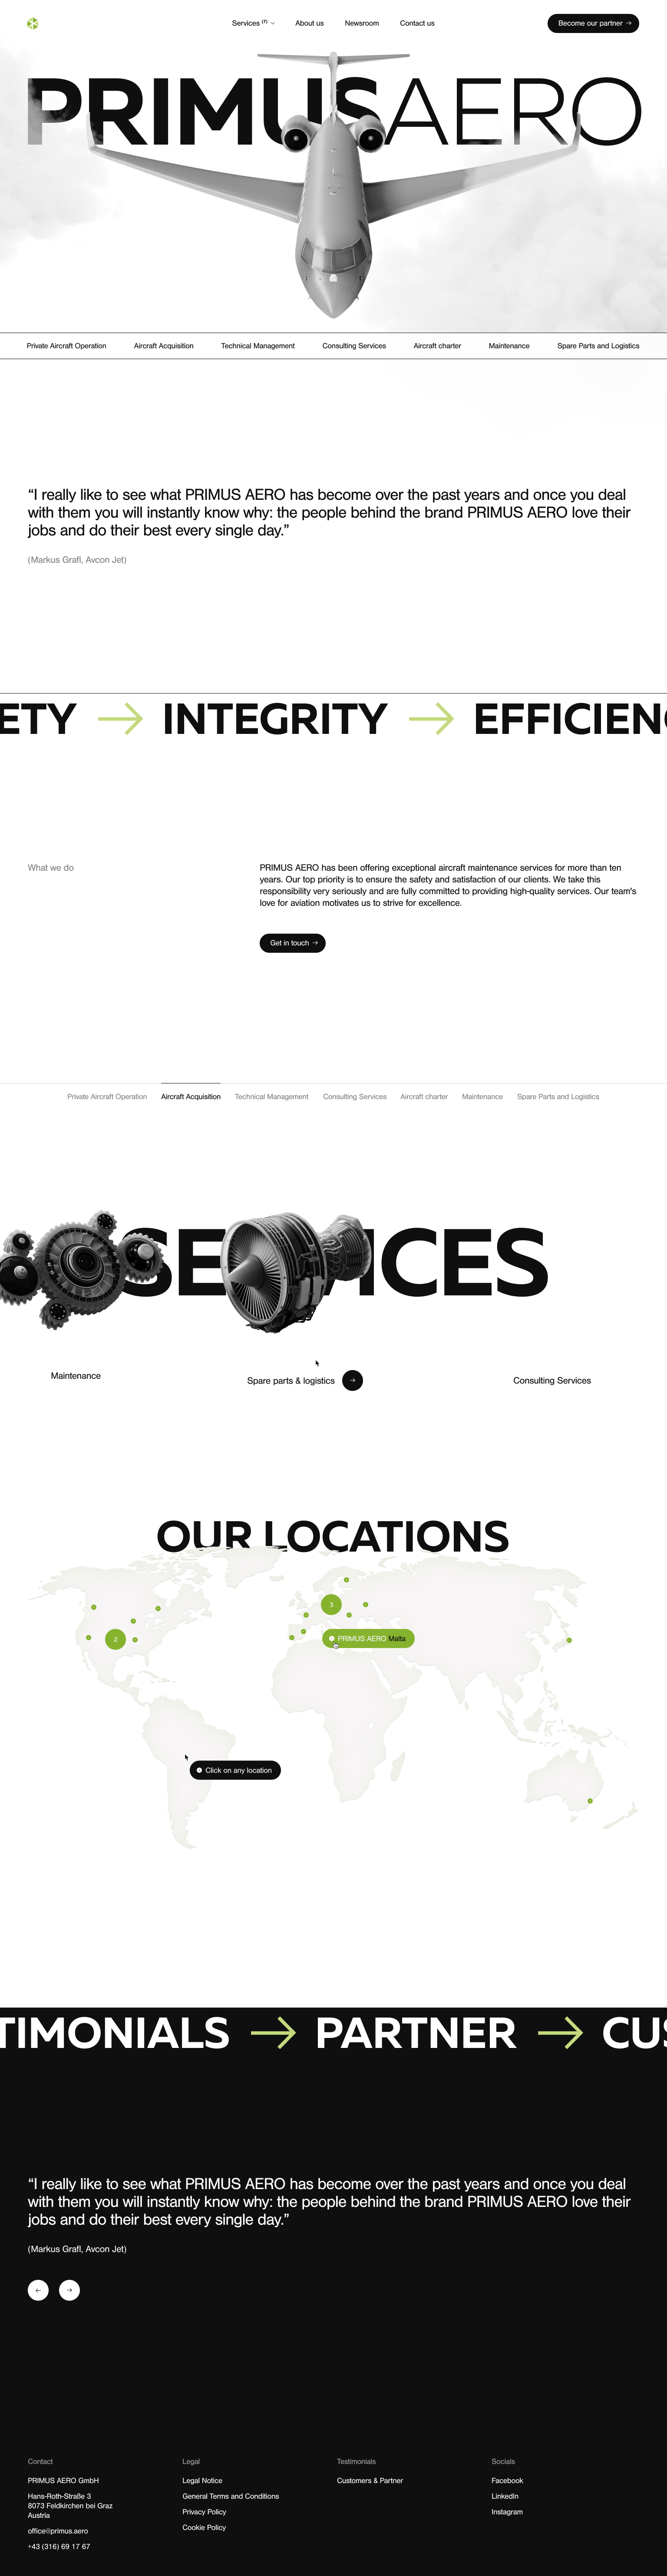 Services (7)
About us
Newsroom
Contact us
Become our partner →
PRIMUSAERO
Private Aircraft Operation
Aircraft Acquisition
Technical Management
Consulting Services
Aircraft charter
Maintenance
Spare Parts and Logistics
“I really like to see what PRIMUS AERO has become over the past years and once you deal
with them you will instantly know why: the people behind the brand PRIMUS AERO love their
jobs and do their best every single day.”
(Markus Grafl, Avcon Jet)
ETY → INTEGRITY → EFFICIENC
What we do
PRIMUS AERO has been offering exceptional aircraft maintenance services for more than ten
years. Our top priority is to ensure the safety and satisfaction of our clients. We take this
responsibility very seriously and are fully committed to providing high-quality services. Our team's
love for aviation motivates us to strive for excellence.
Get in touch →
Private Aircraft Operation
Aircraft Acquisition
Technical Management
Consulting Services
Aircraft charter
Maintenance
Spare Parts and Logistics
SERVICES
Maintenance
Spare parts & logistics →
Consulting Services
OUR LOCATIONS
3
2
PRIMUS AERO Malta
Click on any location
TIMONIALS → PARTNER → CUS
“I really like to see what PRIMUS AERO has become over the past years and once you deal
with them you will instantly know why: the people behind the brand PRIMUS AERO love their
jobs and do their best every single day.”
(Markus Grafl, Avcon Jet)
← →
Contact
PRIMUS AERO GmbH
Hans-Roth-Straße 3
8073 Feldkirchen bei Graz
Austria
office@primus.aero
+43 (316) 69 17 67
Legal
Legal Notice
General Terms and Conditions
Privacy Policy
Cookie Policy
Testimonials
Customers & Partner
Socials
Facebook
LinkedIn
Instagram